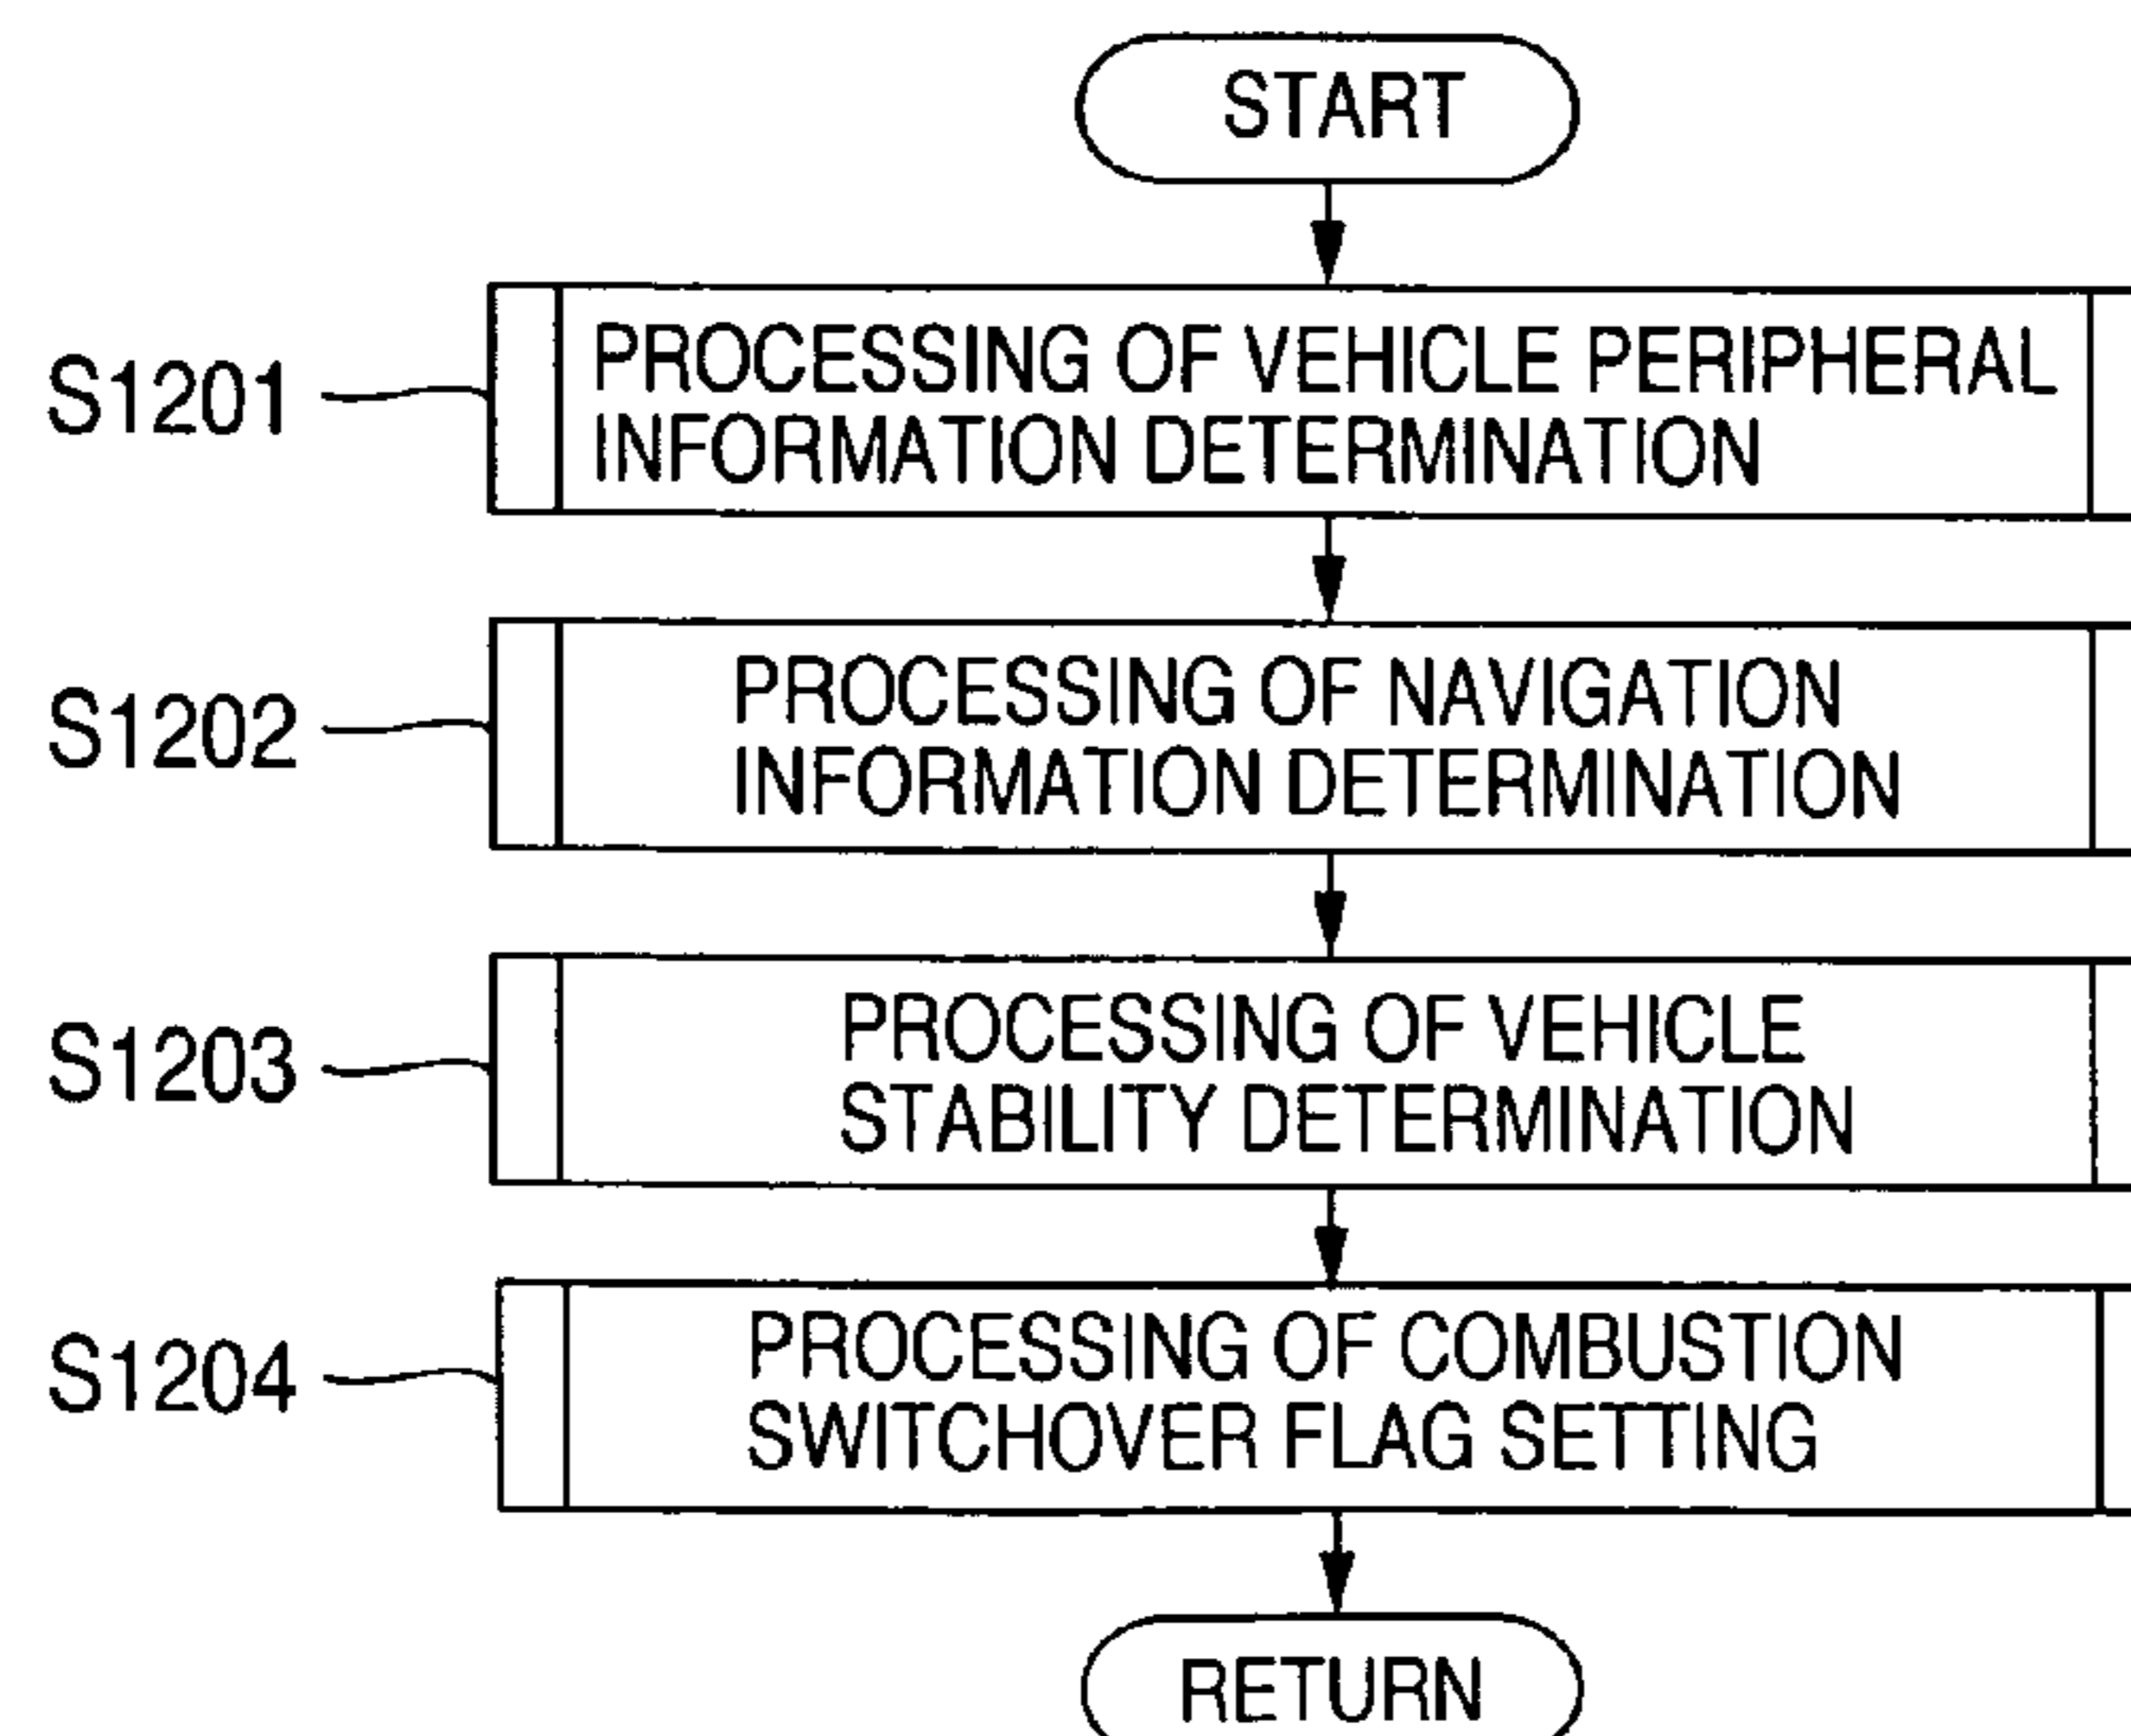 START
S1201
PROCESSING OF VEHICLE PERIPHERAL
INFORMATION DETERMINATION
S1202
PROCESSING OF NAVIGATION
INFORMATION DETERMINATION
S1203
PROCESSING OF VEHICLE
STABILITY DETERMINATION
S1204
PROCESSING OF COMBUSTION
SWITCHOVER FLAG SETTING
RETURN